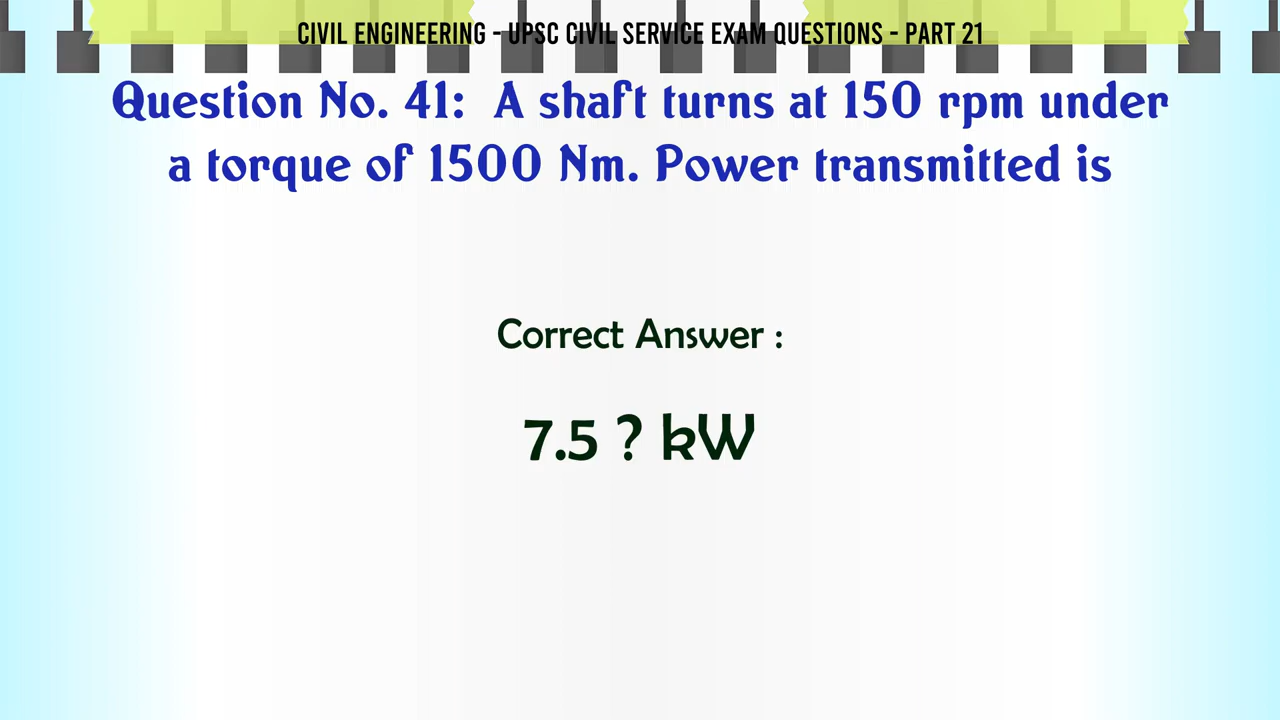 CIVIL ENGINEERING - UPSC CIVIL SERVICE EXAM QUESTIONS - PART 21
Question No. 41: A shaft turns at 150 rpm under
a torque of 1500 Nm. Power transmitted is
Correct Answer :
7.5 ? kW